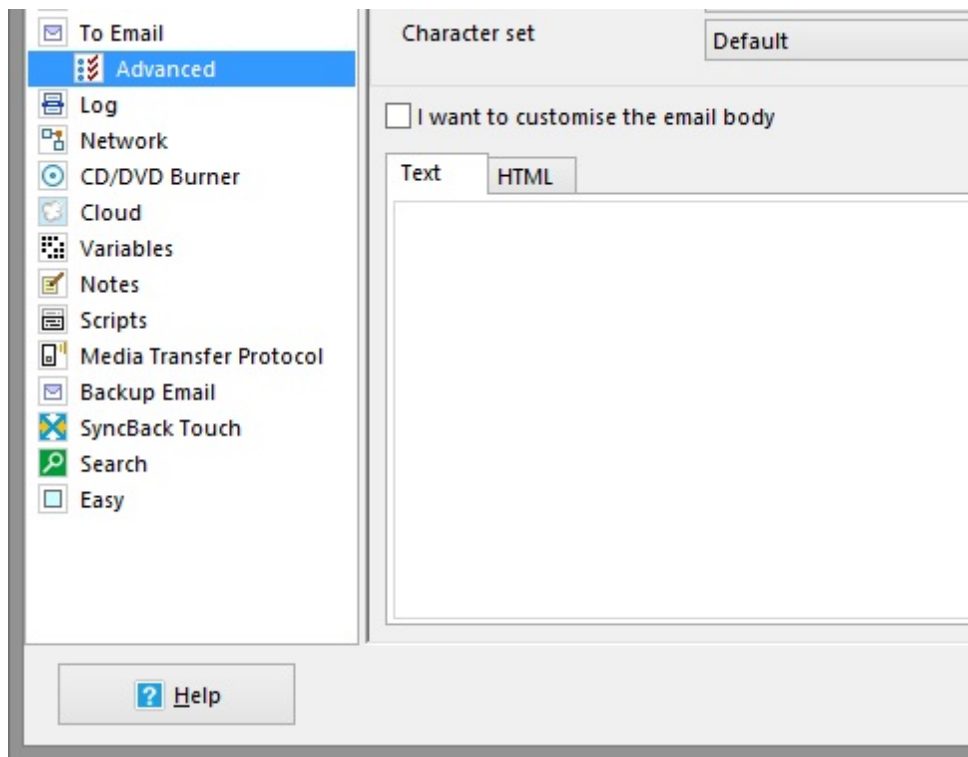 To Email
Advanced
Log
Network
CD/DVD Burner
Cloud
Variables
Notes
Scripts
Media Transfer Protocol
Backup Email
SyncBack Touch
Search
Easy
Character set
Default
I want to customise the email body
Text
HTML
? Help